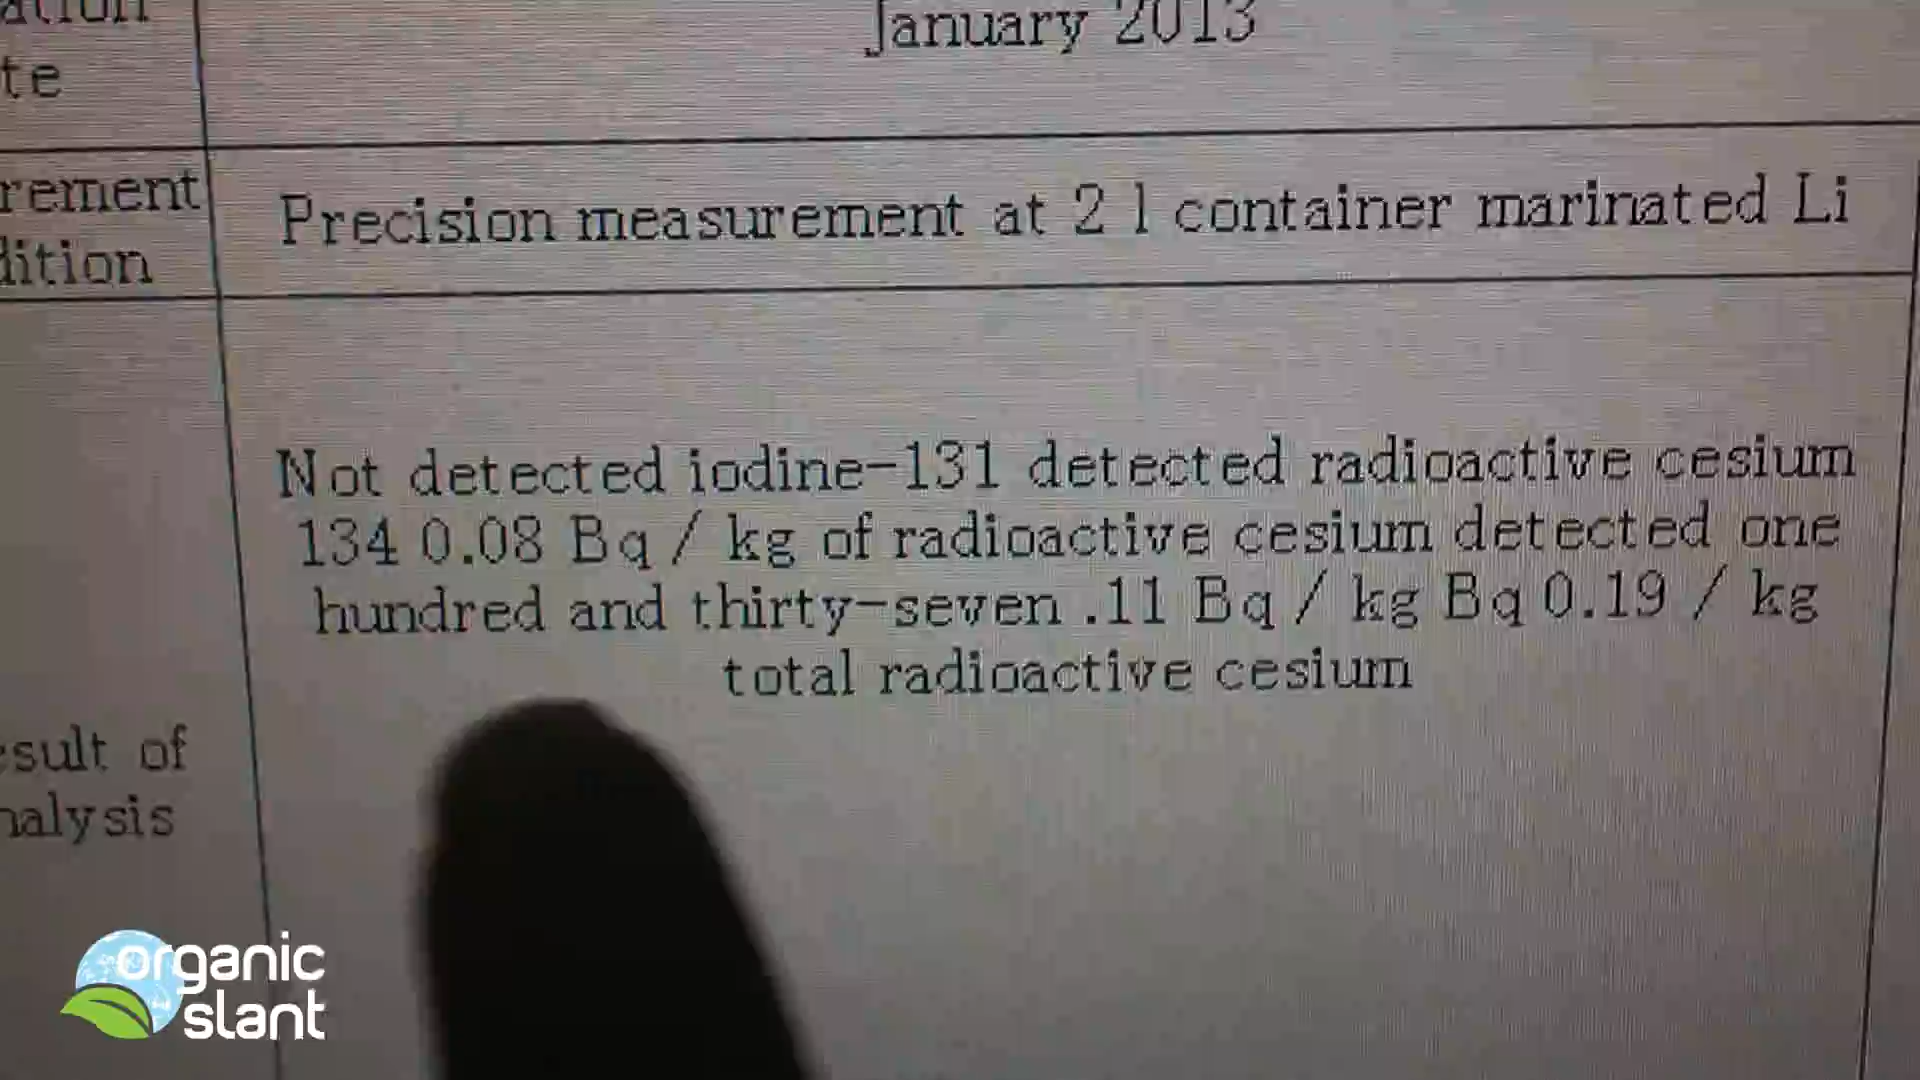 January 2013
te
rement
dition
Precision measurement at 2 l container marinated Li
Not detected iodine-131 detected radioactive cesium
134 0.08 Bq / kg of radioactive cesium detected one
hundred and thirty-seven .11 Bq / kg Bq 0.19 / kg
total radioactive cesium
esult of
nalysis
organic
slant